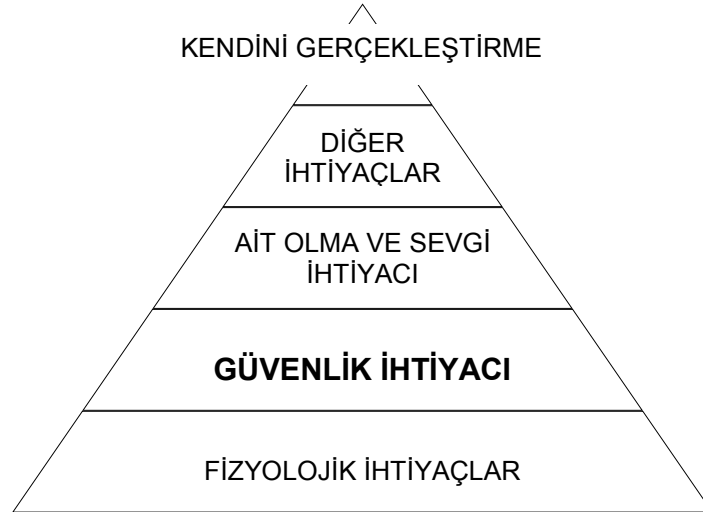 KENDİNİ GERÇEKLEŞTİRME
DİĞER
İHTİYAÇLAR
AİT OLMA VE SEVGİ
İHTİYACI
GÜVENLİK İHTİYACI
FİZYOLOJİK İHTİYAÇLAR